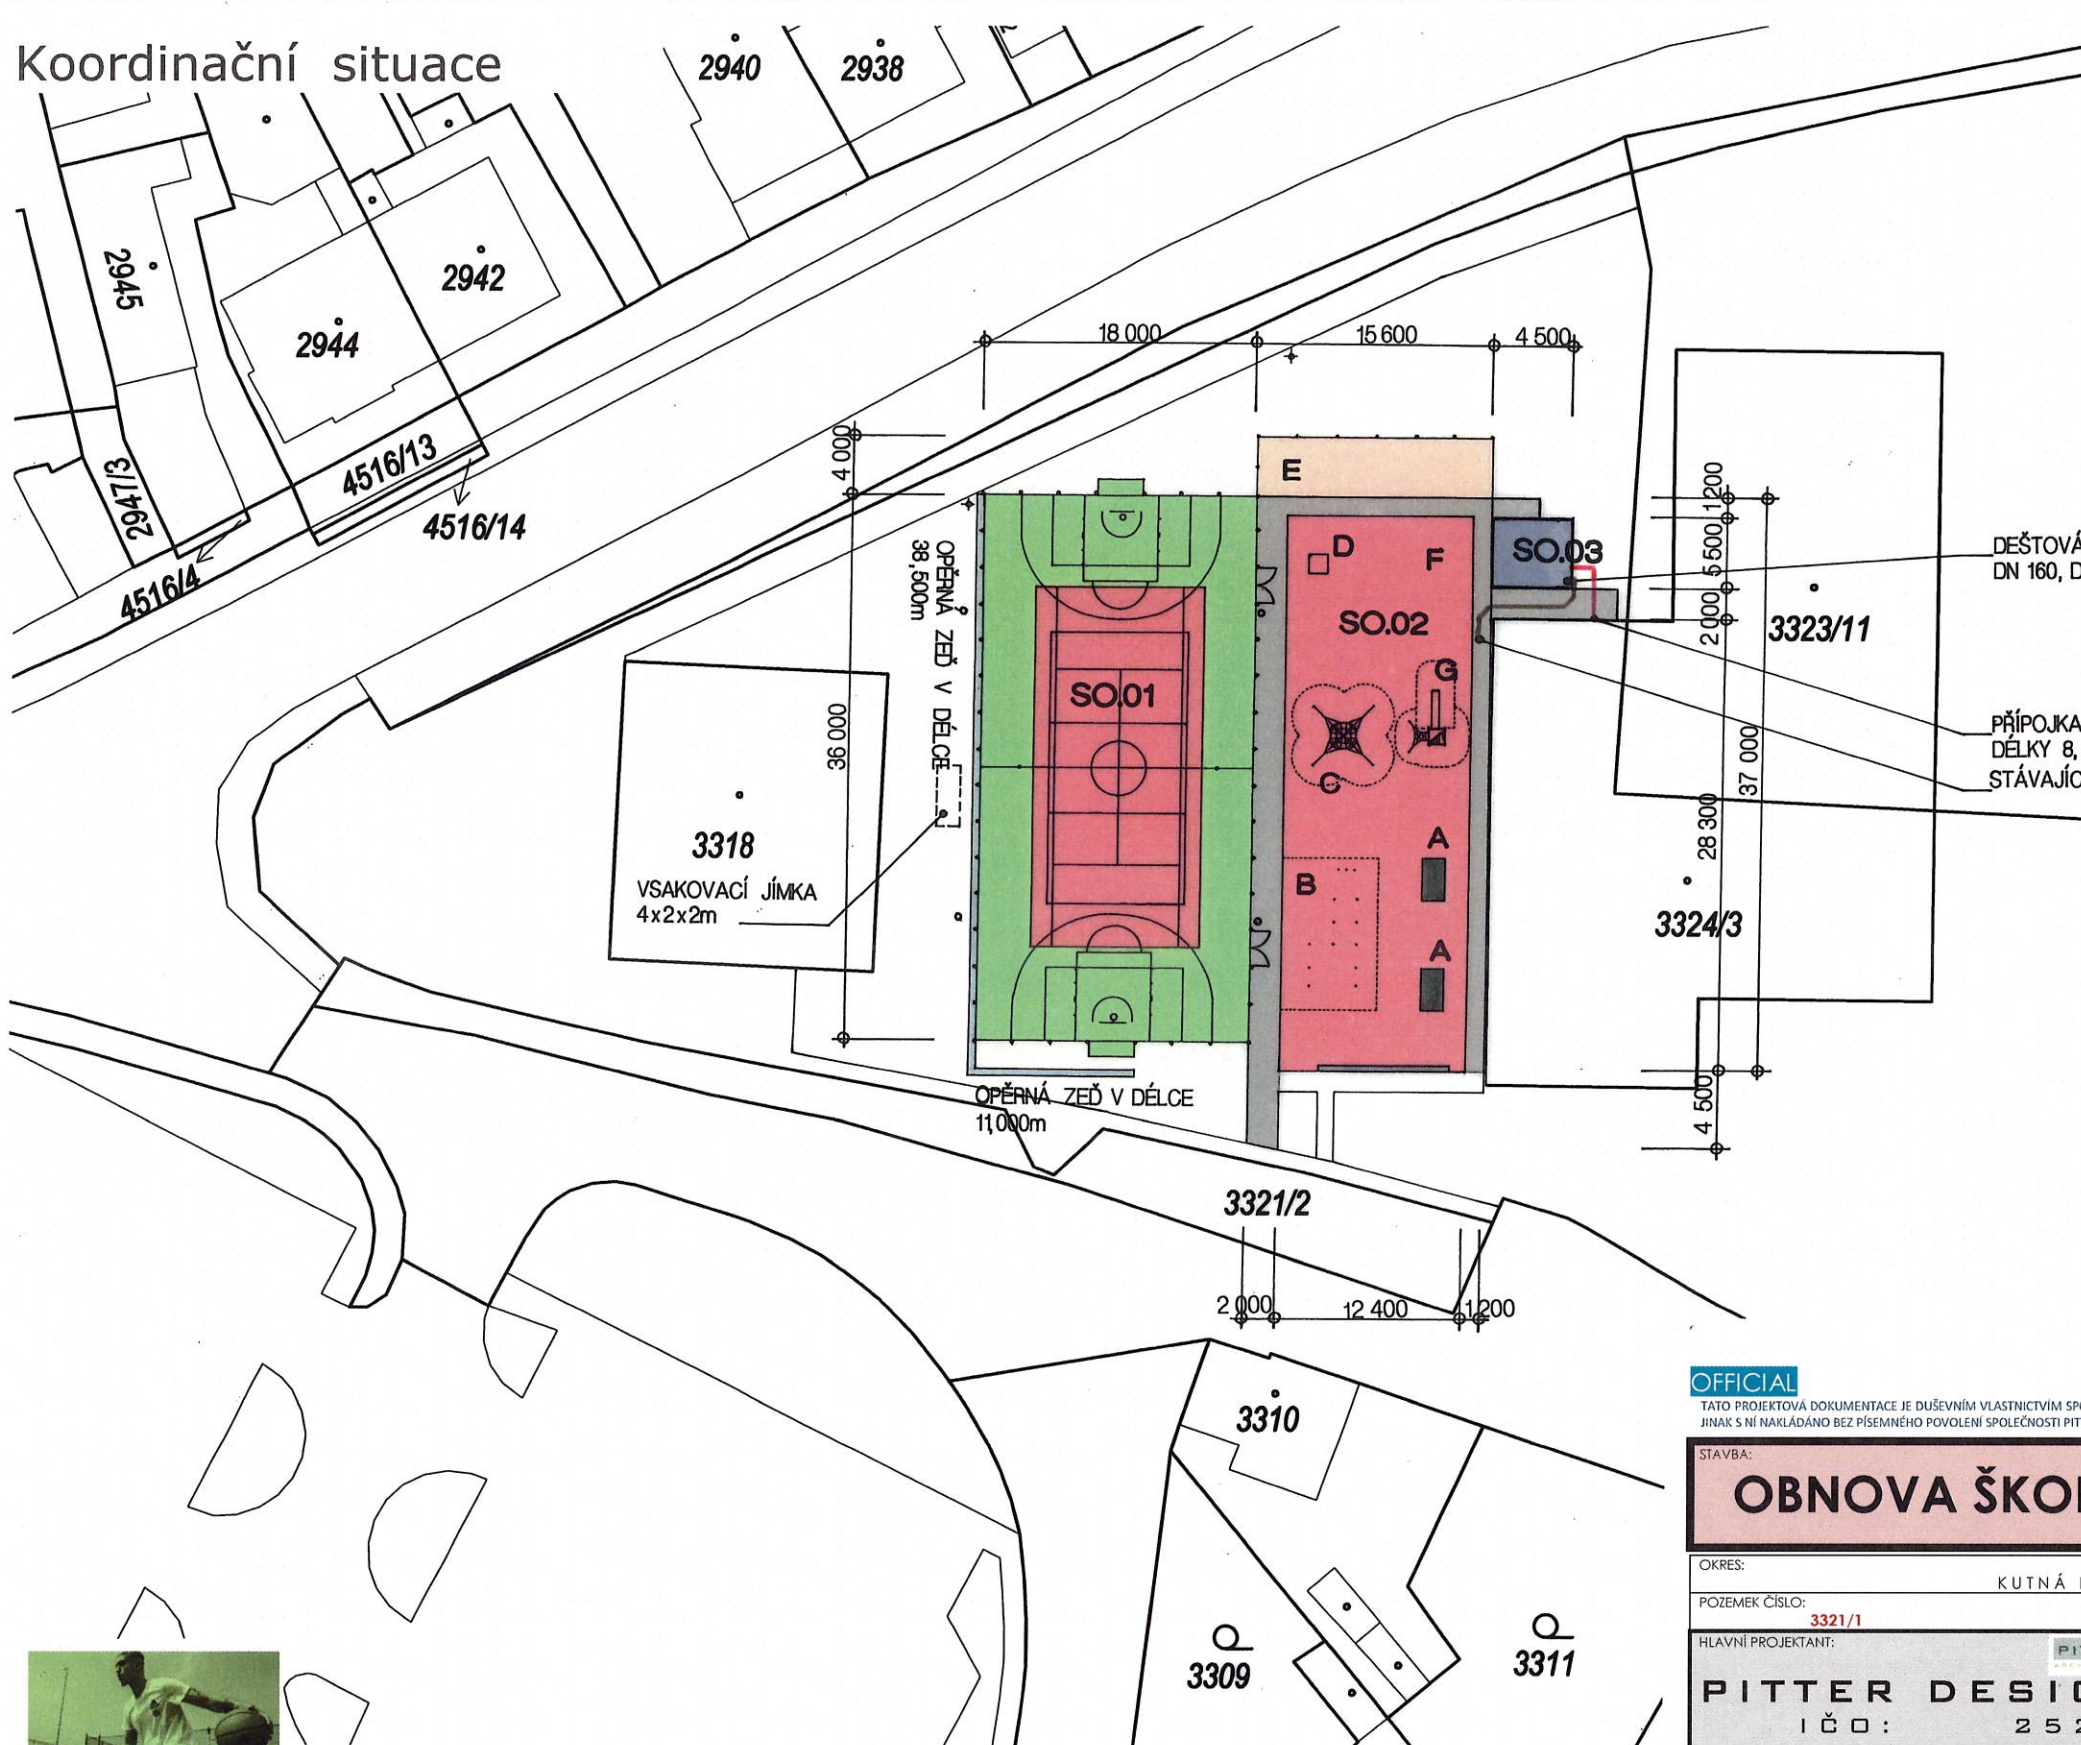 Koordinační situace
2940
2938
2945
2942
2944
4516/13
2947/3
4516/14
4516/4
18 000
15 600
4 500
4 000
36 000
OPĚRNÁ ZEĎ V DÉLCE
38,500m
E
D
F
SO.03
SO.02
G
SO.01
C
A
B
A
1200
5 500
2 000
37 000
28 300
4 500
3323/11
3324/3
DEŠTOVÁ
DN 160, D
PŘÍPOJKA
DÉLKY 8,
STÁVAJÍC
3318
VSAKOVACÍ JÍMKA
4x2x2m
OPĚRNÁ ZEĎ V DÉLCE
11,000m
3321/2
2 000
12 400
1200
3310
3309
3311
OFFICIAL
TATO PROJEKTOVÁ DOKUMENTACE JE DUŠEVNÍM VLASTNICTVÍM SP
JINAK S NÍ NAKLÁDÁNO BEZ PÍSEMNÉHO POVOLENÍ SPOLEČNOSTI PIT
STAVBA:
OBNOVA ŠKO
OKRES:
KUTNÁ
POZEMEK ČÍSLO:
3321/1
HLAVNÍ PROJEKTANT:
PI
PITTER DESIG
IČO: 252